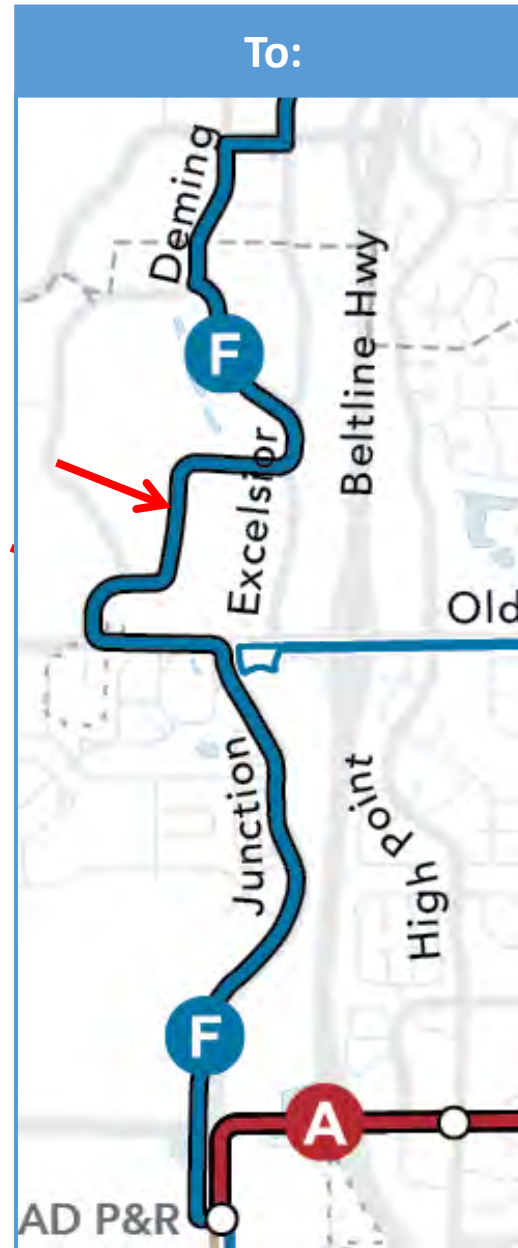 To:
Deming
Beltline Hwy
F
Excelsior
Old
Junction
High Point
F
A
AD P&R